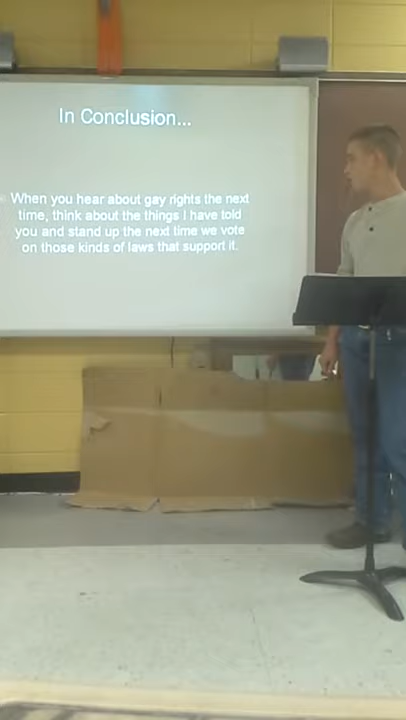 In Conclusion...
When you hear about gay rights the next
time, think about the things I have told
you and stand up the next time we vote
on those kinds of laws that support it.